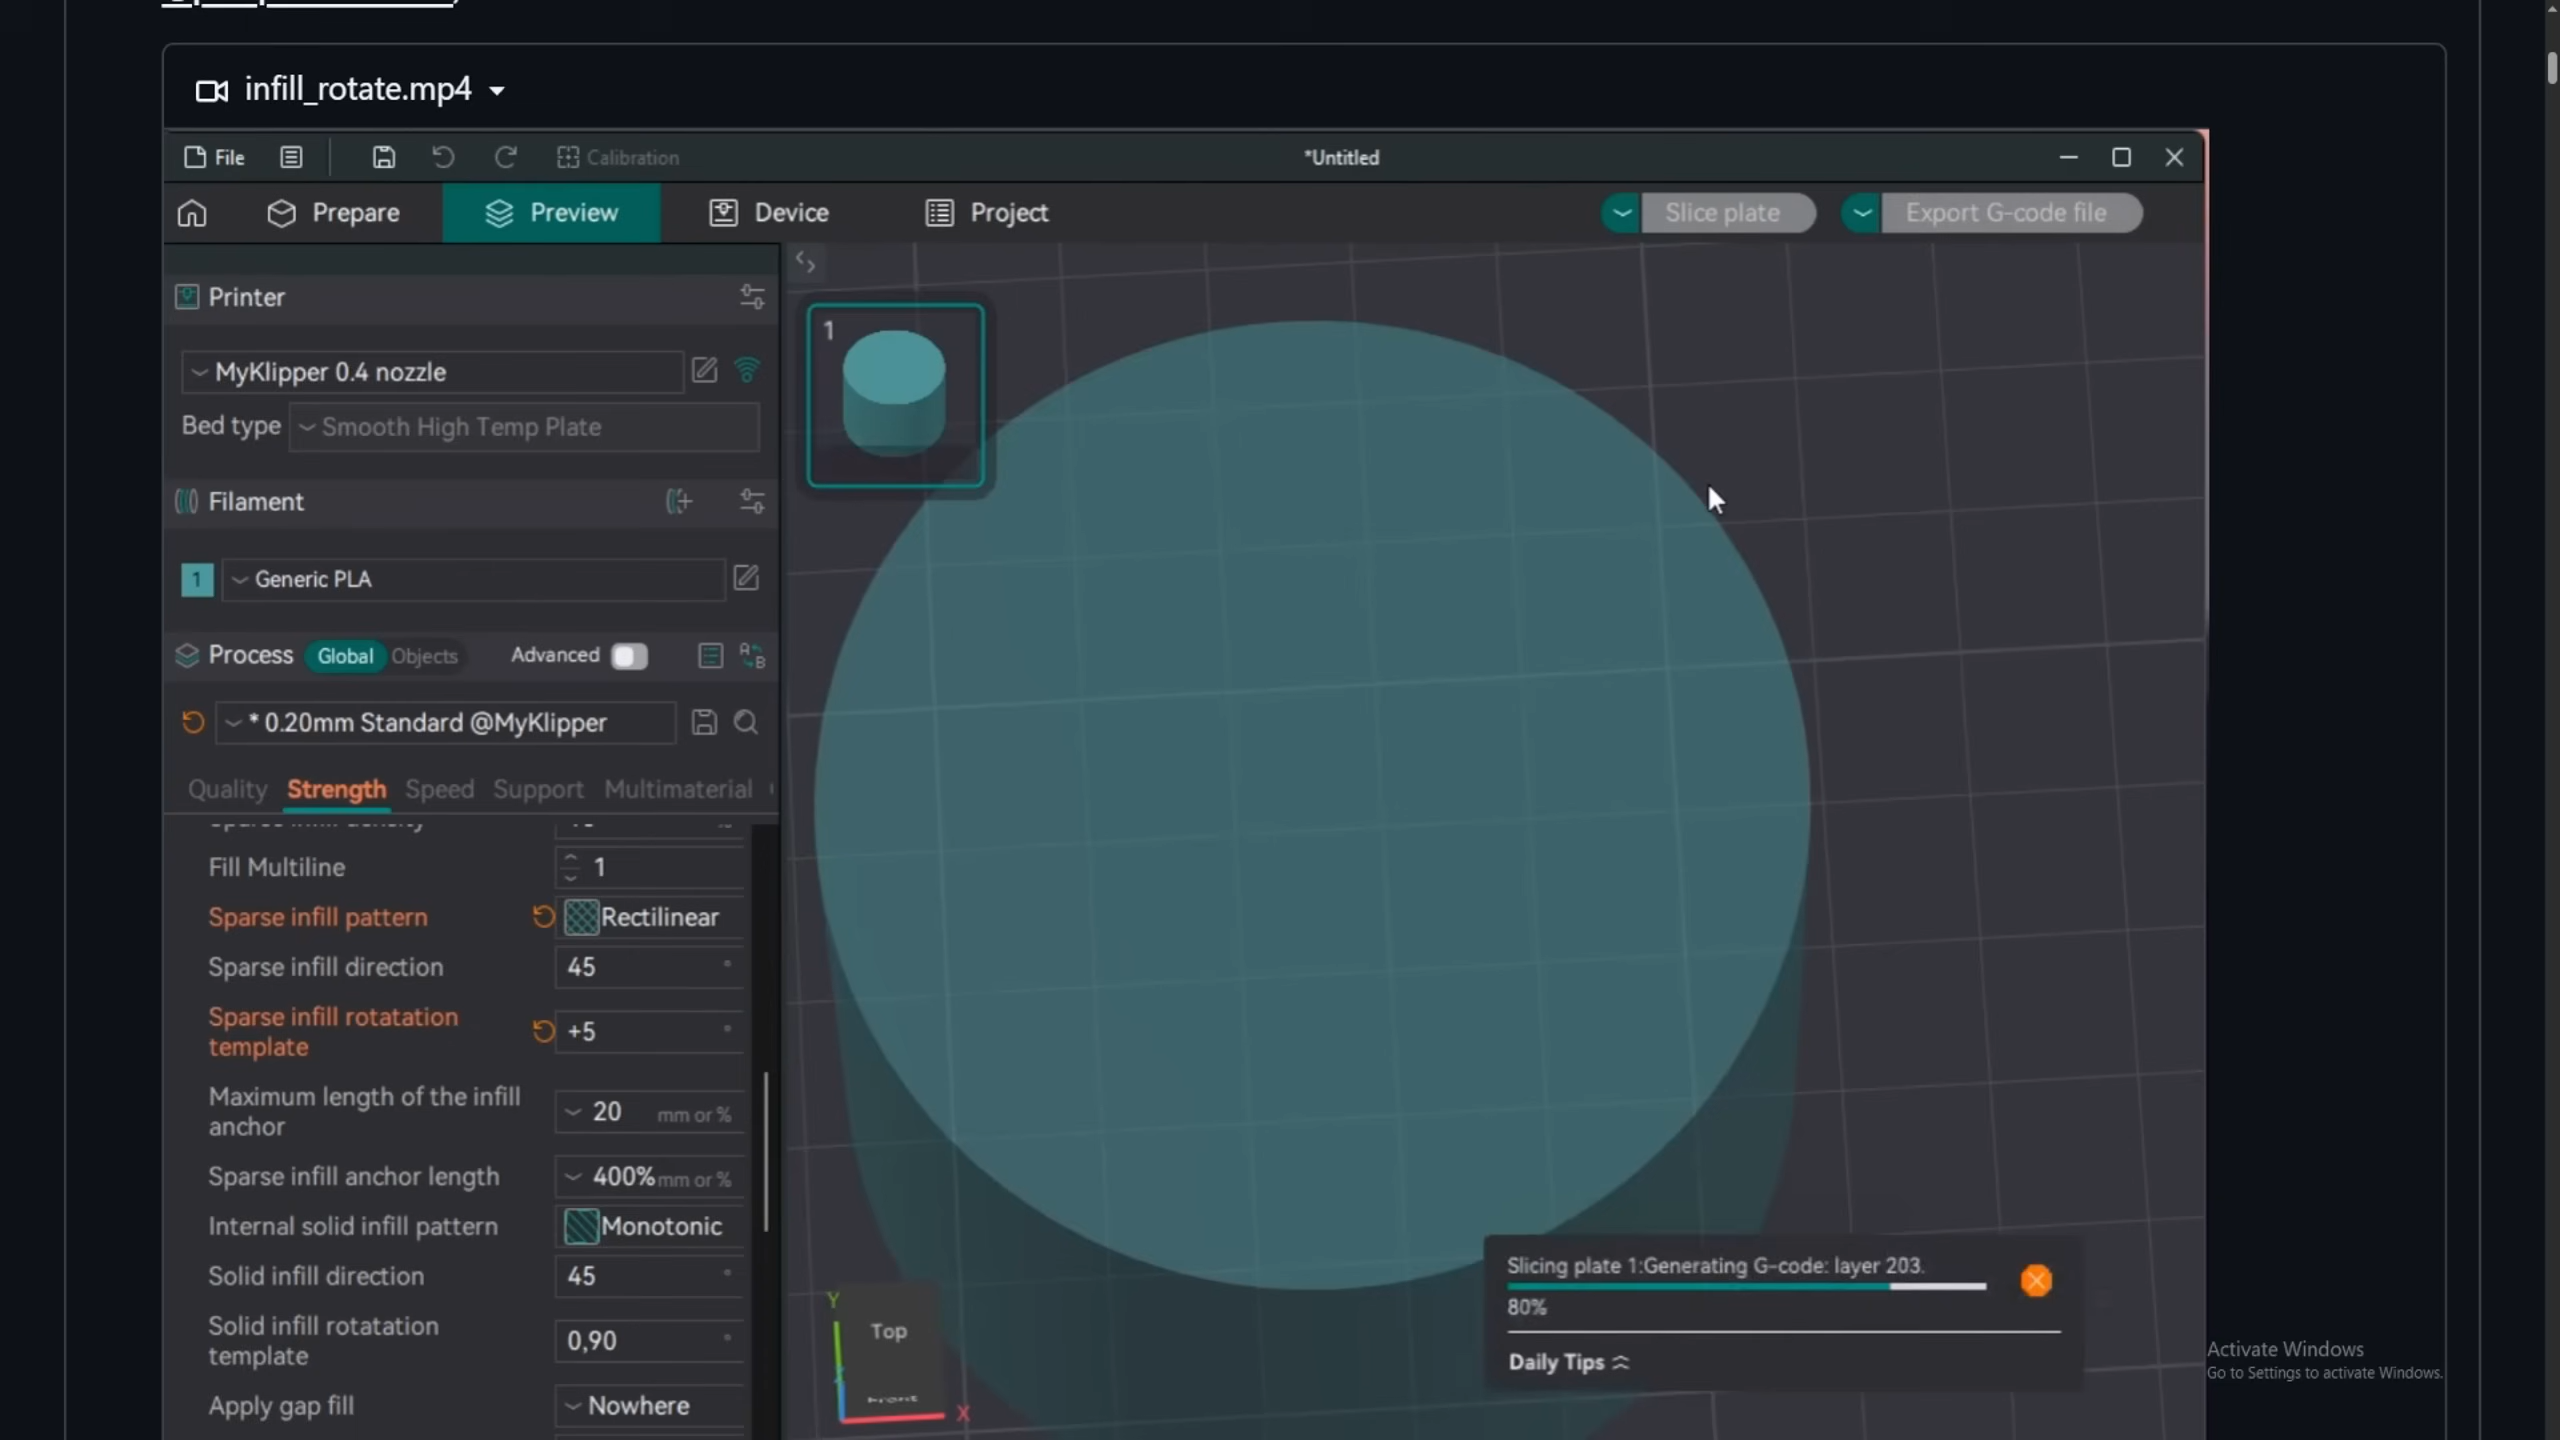 infill_rotate.mp4
File
Calibration
*Untitled
Prepare
Preview
Device
Project
Slice plate
Export G-code file
Printer
MyKlipper 0.4 nozzle
Bed type
Smooth High Temp Plate
1
Filament
1
Generic PLA
Process
Global
Objects
Advanced
* 0.20mm Standard @MyKlipper
Quality
Strength
Speed
Support
Multimaterial
Fill Multiline
1
Sparse infill pattern
Rectilinear
Sparse infill direction
45
°
Sparse infill rotatation
template
+5
°
Maximum length of the infill
anchor
20
mm or %
Sparse infill anchor length
400%
mm or %
Internal solid infill pattern
Monotonic
Solid infill direction
45
°
Solid infill rotatation
template
0,90
°
Apply gap fill
Nowhere
Y
Top
Front
X
Slicing plate 1:Generating G-code: layer 203.
80%
Daily Tips
Activate Windows
Go to Settings to activate Windows.